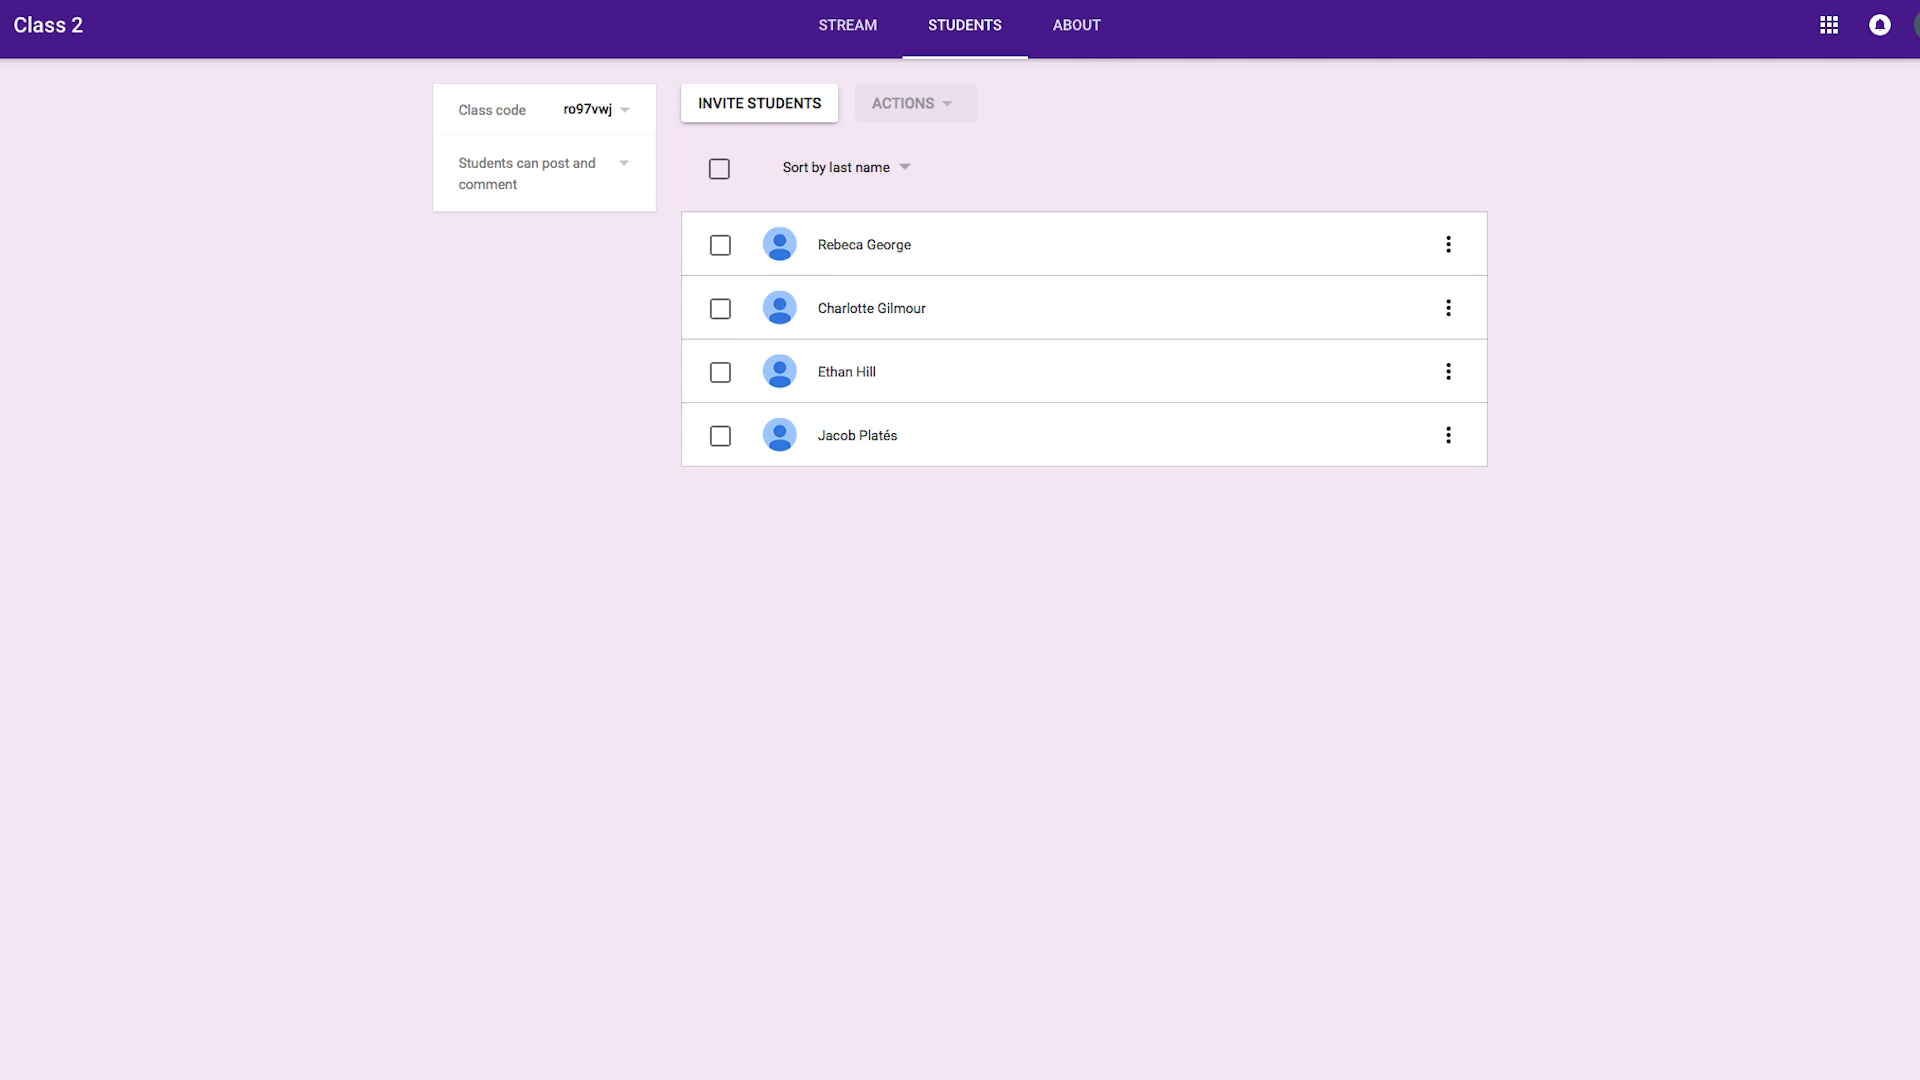 Class 2
STREAM
STUDENTS
ABOUT
Class code ro97vwj
Students can post and
comment
INVITE STUDENTS
ACTIONS
Sort by last name
Rebeca George
Charlotte Gilmour
Ethan Hill
Jacob Platés